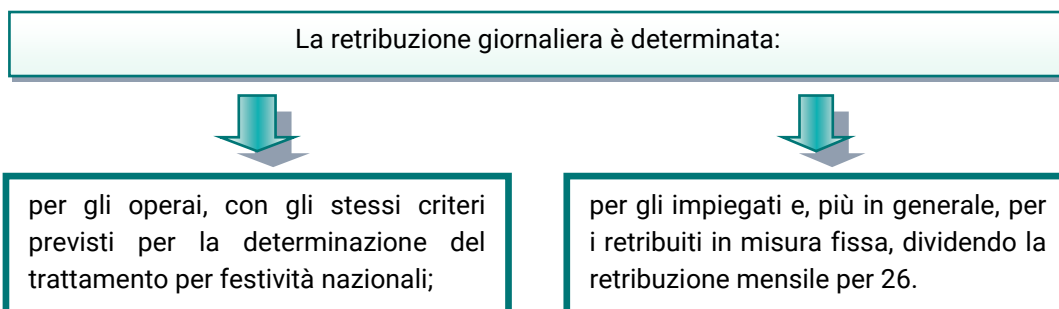 La retribuzione giornaliera è determinata:
per gli operai, con gli stessi criteri
previsti per la determinazione del
trattamento per festività nazionali;
per gli impiegati e, più in generale, per
i retribuiti in misura fissa, dividendo la
retribuzione mensile per 26.